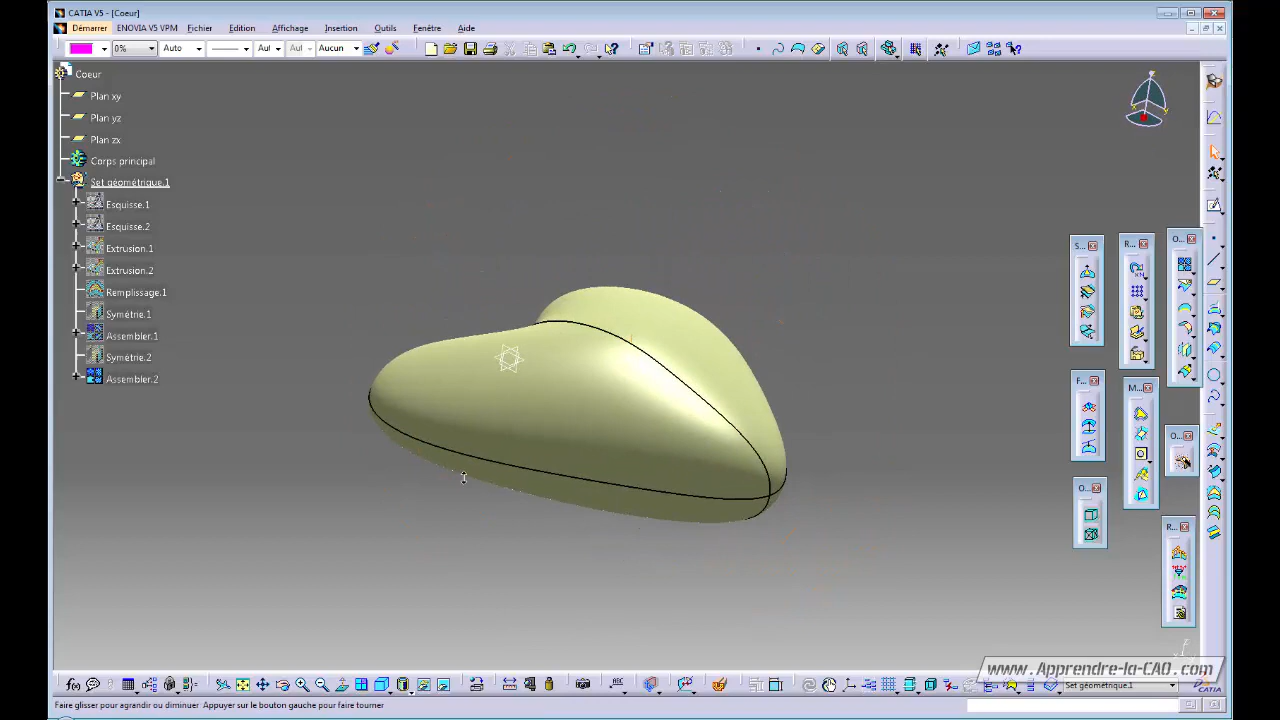 CATIA V5 - [Coeur]
Démarrer ENOVIA V5 VPM Fichier Edition Affichage Insertion Outils Fenêtre Aide
0% Auto Aut Aut Aucun
Coeur
Plan xy
Plan yz
Plan zx
Corps principal
Set géométrique.1
Esquisse.1
Esquisse.2
Extrusion.1
Extrusion.2
Remplissage.1
Symétrie.1
Assembler.1
Symétrie.2
Assembler.2
S...
R...
O...
F...
M...
O...
O...
R...
www.Apprendre-la-CAO.com
Set géométrique.1
CATIA
Faire glisser pour agrandir ou diminuer Appuyer sur le bouton gauche pour faire tourner